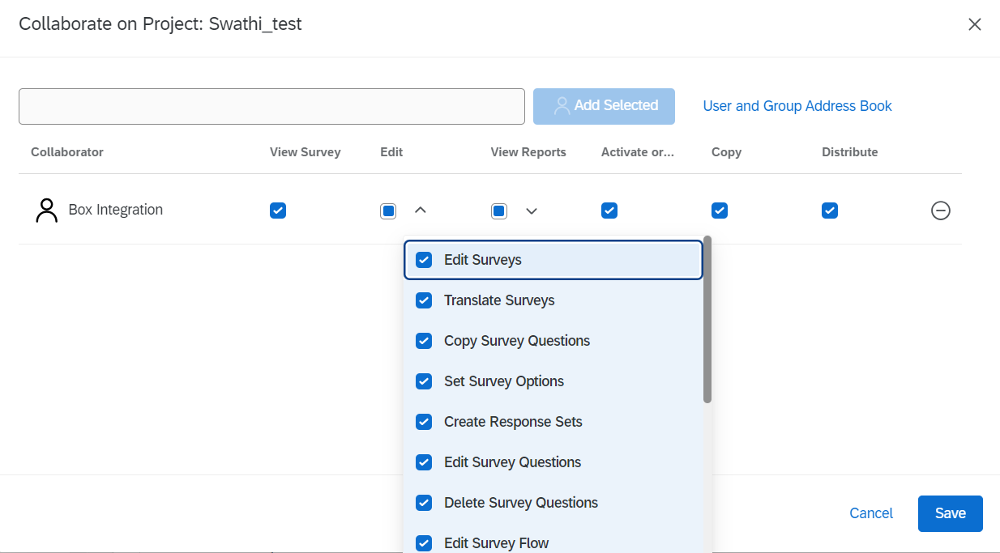 Collaborate on Project: Swathi_test
Add Selected
User and Group Address Book
Collaborator View Survey Edit View Reports Activate or... Copy Distribute
Box Integration
Edit Surveys
Translate Surveys
Copy Survey Questions
Set Survey Options
Create Response Sets
Edit Survey Questions
Delete Survey Questions
Edit Survey Flow
Cancel Save